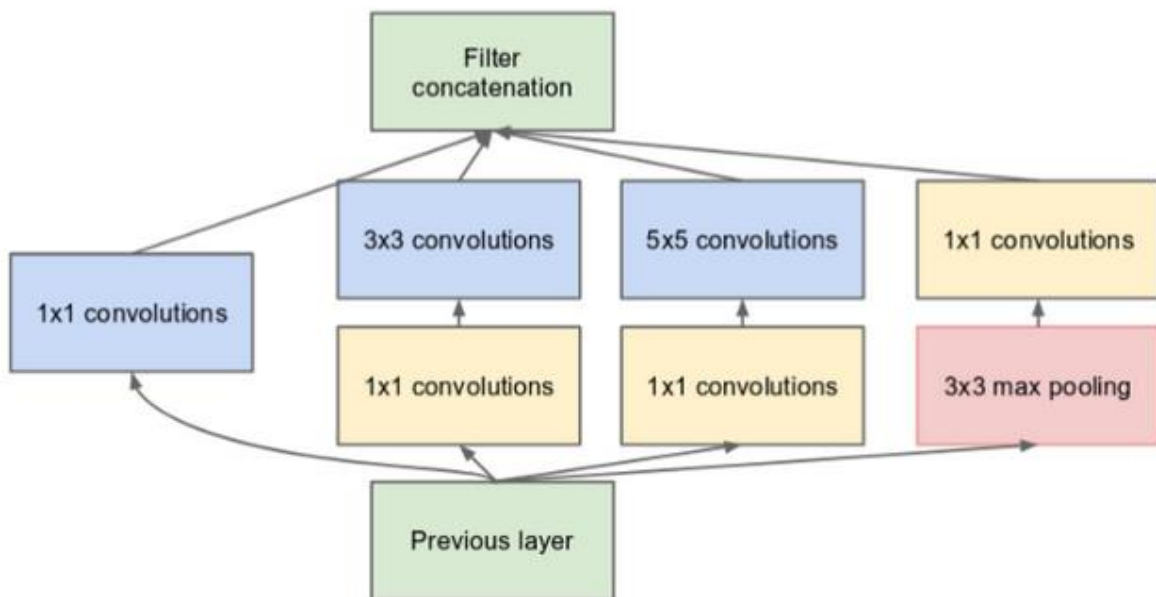 Filter
concatenation
3x3 convolutions
5x5 convolutions
1x1 convolutions
1x1 convolutions
1x1 convolutions
1x1 convolutions
3x3 max pooling
Previous layer